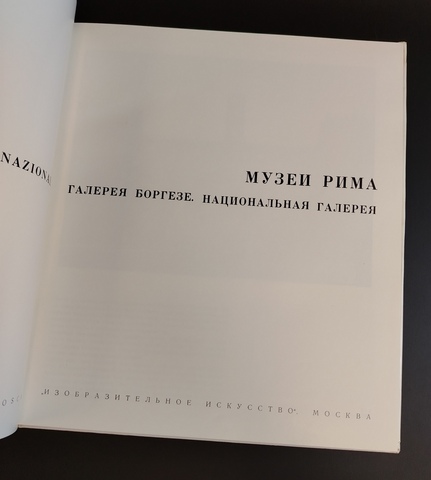 NAZIONA
МУЗЕИ РИМА
ГАЛЕРЕЯ БОРГЕЗЕ. НАЦИОНАЛЬНАЯ ГАЛЕРЕЯ
„ИЗОБРАЗИТЕЛЬНОЕ ИСКУССТВО“. МОСКВА